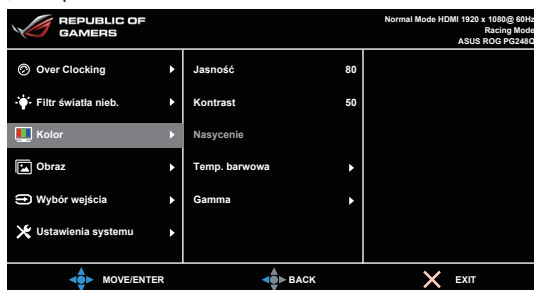 REPUBLIC OF
GAMERS
Normal Mode HDMI 1920 x 1080@ 60Hz
Racing Mode
ASUS ROG PG248Q
Over Clocking
Jasność 80
Filtr światła nieb.
Kontrast 50
Kolor
Nasycenie
Obraz
Temp. barwowa
Wybór wejścia
Gamma
Ustawienia systemu
MOVE/ENTER
BACK
EXIT